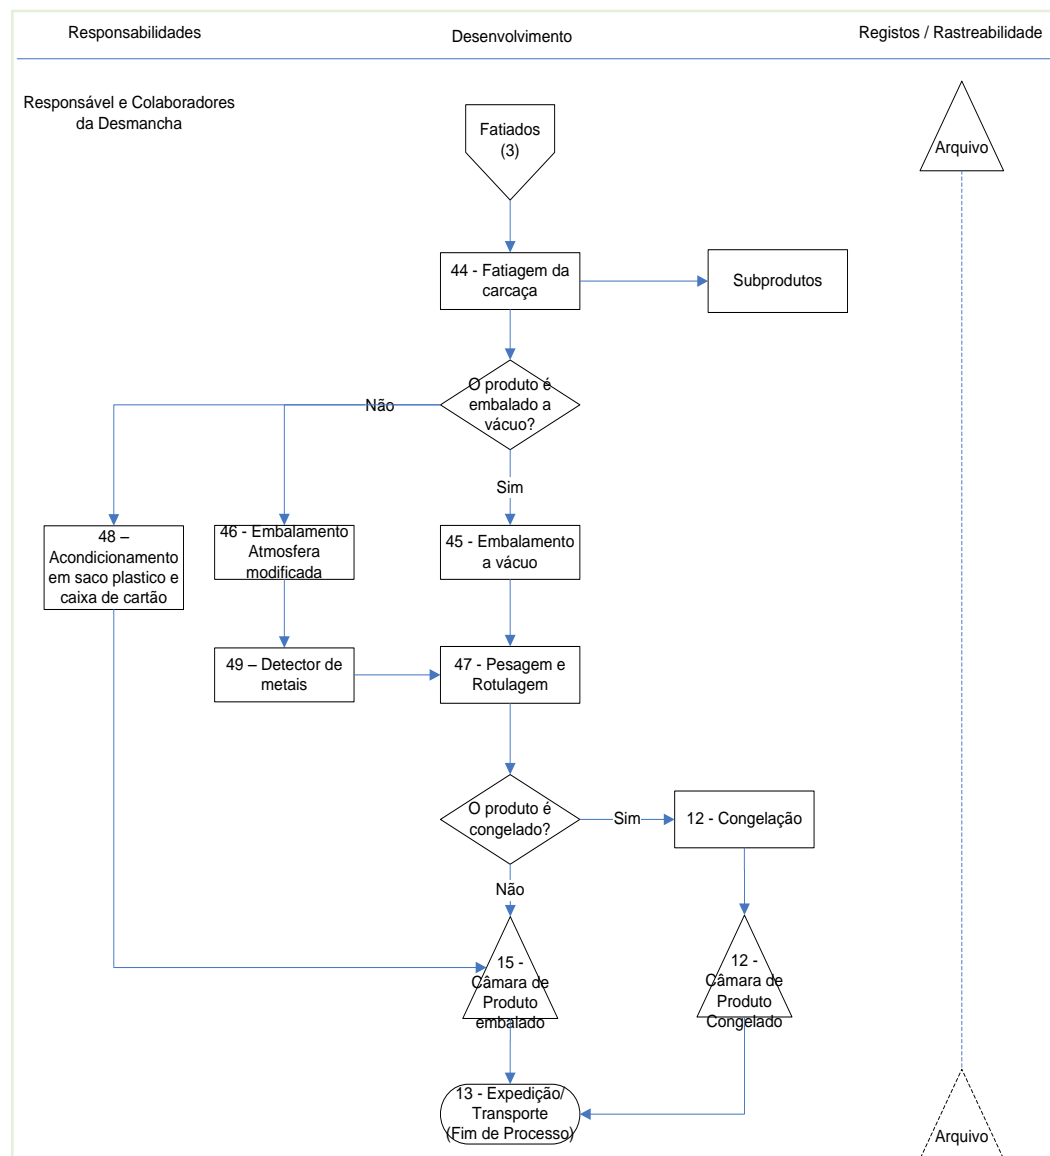 Responsabilidades
Desenvolvimento
Registos / Rastreabilidade
Responsável e Colaboradores
da Desmancha
Fatiados
(3)
Arquivo
44 - Fatiagem da
carcaça
Subprodutos
O produto é
embalado a
vácuo?
Não
Sim
48 –
Acondicionamento
em saco plastico e
caixa de cartão
46 - Embalamento
Atmosfera
modificada
45 - Embalamento
a vácuo
49 – Detector de
metais
47 - Pesagem e
Rotulagem
O produto é
congelado?
Sim
12 - Congelação
Não
15 -
Câmara de
Produto
embalado
12 -
Câmara de
Produto
Congelado
13 - Expedição/
Transporte
(Fim de Processo)
Arquivo